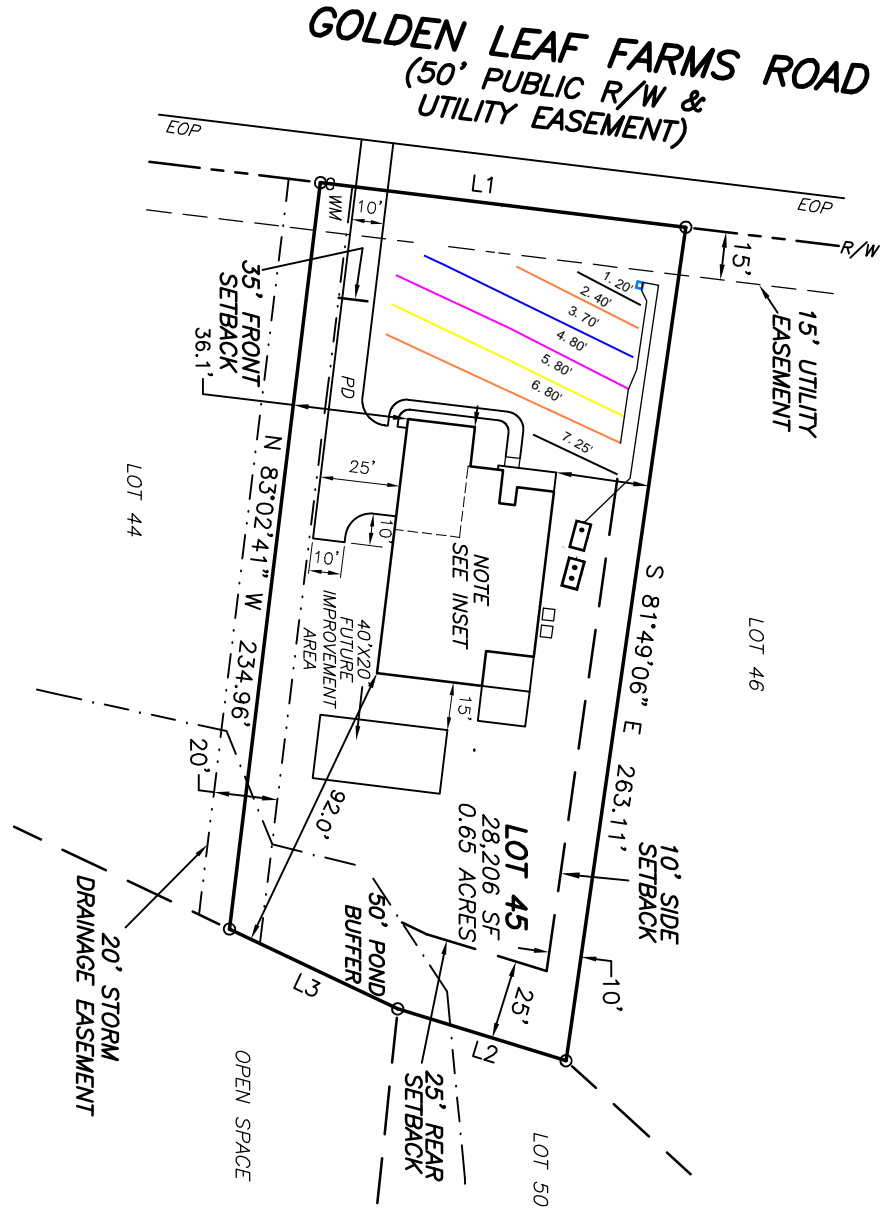 GOLDEN LEAF FARMS ROAD
(50' PUBLIC R/W &
UTILITY EASEMENT)
EOP
EOP
L1
R/W
WM
10'
15'
15' UTILITY
EASEMENT
1. 20'
2. 40'
3. 70'
4. 80'
5. 80'
6. 80'
7. 25'
35' FRONT
SETBACK
36.1'
PD
25'
10'
10'
LOT 44
N 83°02'41" W 234.96'
NOTE
SEE INSET
S 81°49'06" E 263.11'
LOT 46
40'X20
FUTURE
IMPROVEMENT
AREA
15'
20'
92.0'
LOT 45
28,206 SF
0.65 ACRES
10' SIDE
SETBACK
10'
50' POND
BUFFER
25'
L3
L2
20' STORM
DRAINAGE EASEMENT
OPEN SPACE
25' REAR
SETBACK
LOT 50